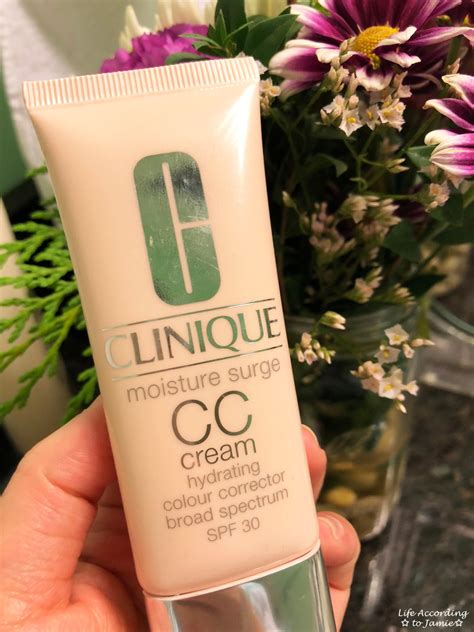 C
CLINIQUE
moisture surge
CC
cream
hydrating
colour corrector
broad spectrum
SPF 30
Life According
☆ to Jamie ☆